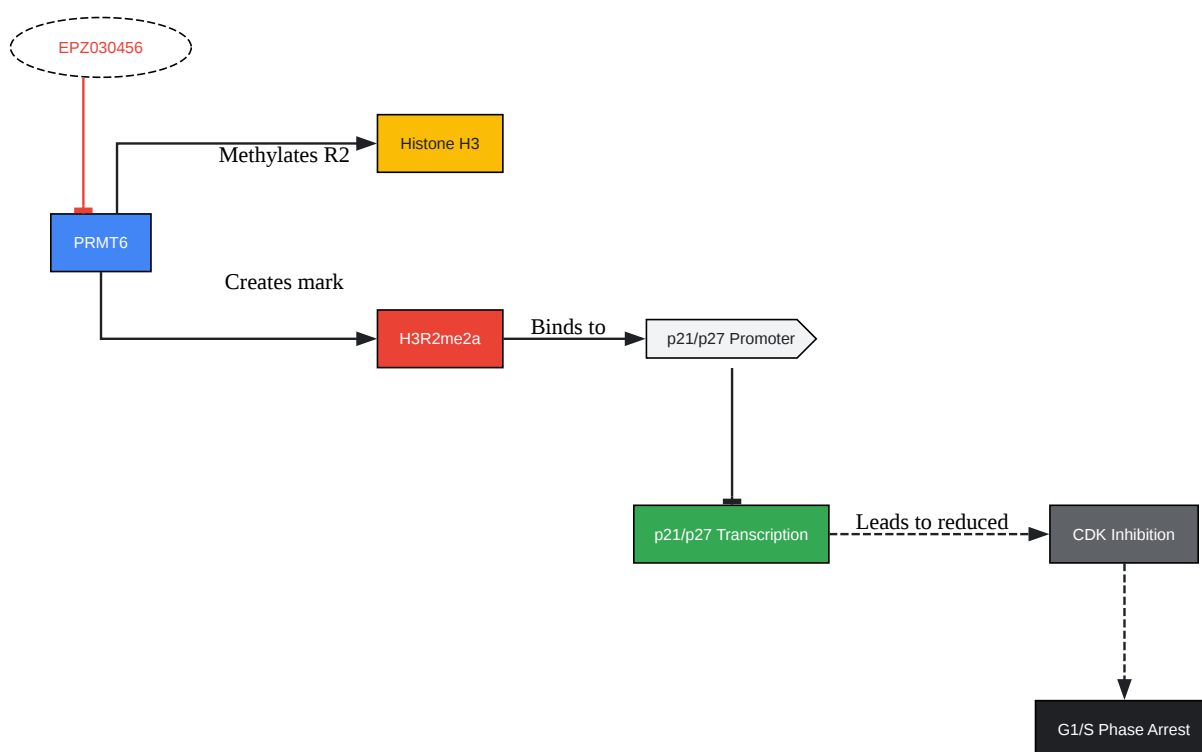 EPZ030456
Histone H3
Methylates R2
PRMT6
Creates mark
H3R2me2a
Binds to
p21/p27 Promoter
p21/p27 Transcription
Leads to reduced
CDK Inhibition
G1/S Phase Arrest